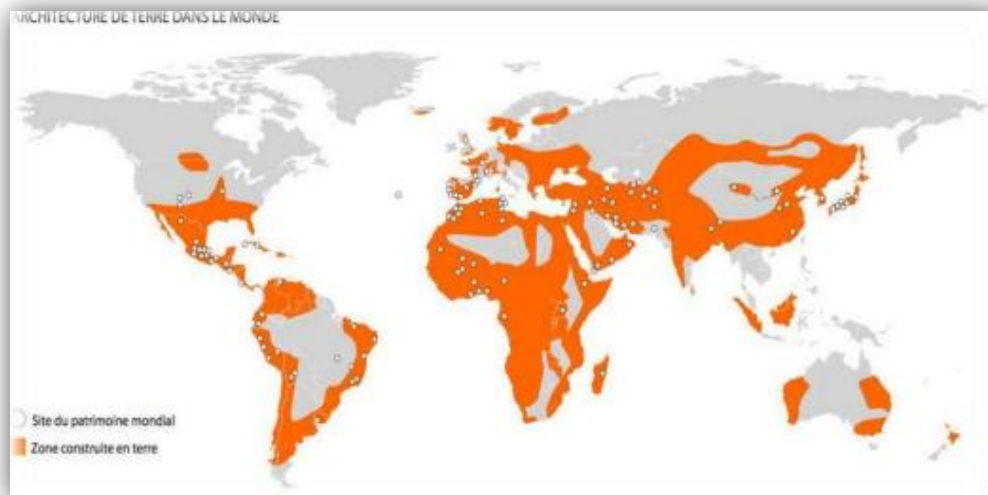 ARCHITECTURE DE TERRE DANS LE MONDE
Site du patrimoine mondial
Zone construite en terre